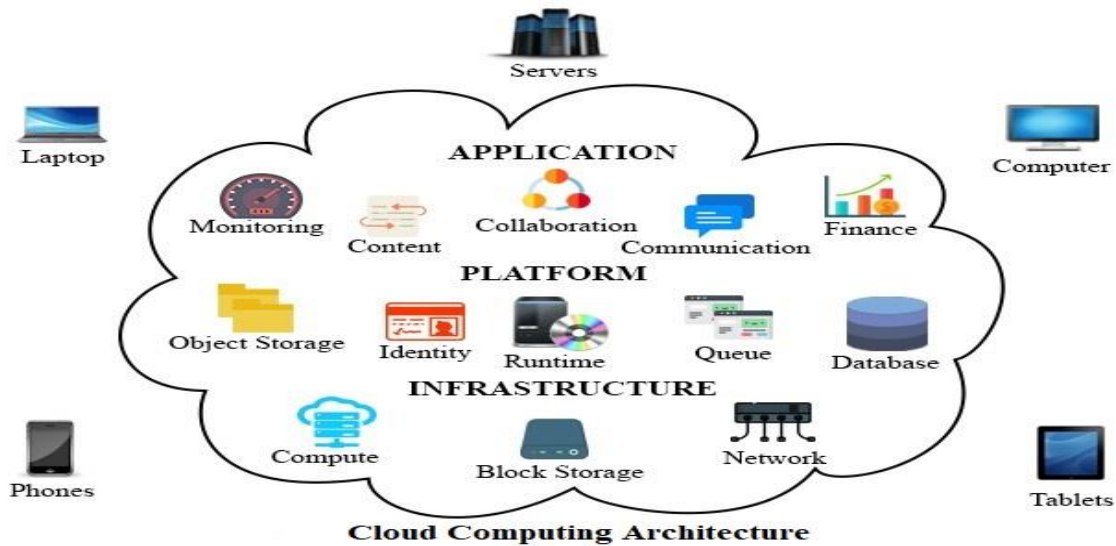 Servers
Laptop
Computer
APPLICATION
Monitoring
Content
Collaboration
Communication
Finance
PLATFORM
Object Storage
Identity
Runtime
Queue
Database
INFRASTRUCTURE
Compute
Block Storage
Network
Phones
Tablets
Cloud Computing Architecture